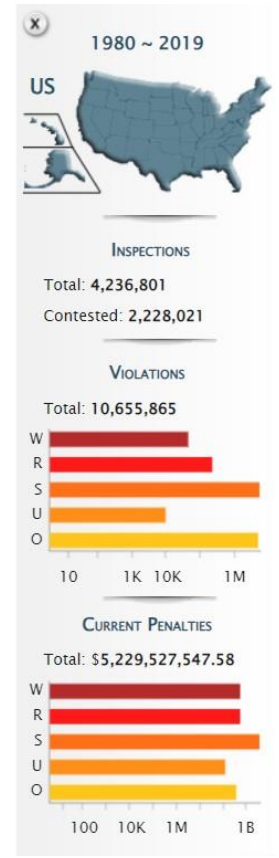 X
1980 ~ 2019
US
INSPECTIONS
Total: 4,236,801
Contested: 2,228,021
VIOLATIONS
Total: 10,655,865
W
R
S
U
O
10 1K 10K 1M
CURRENT PENALTIES
Total: $5,229,527,547.58
W
R
S
U
O
100 10K 1M 1B